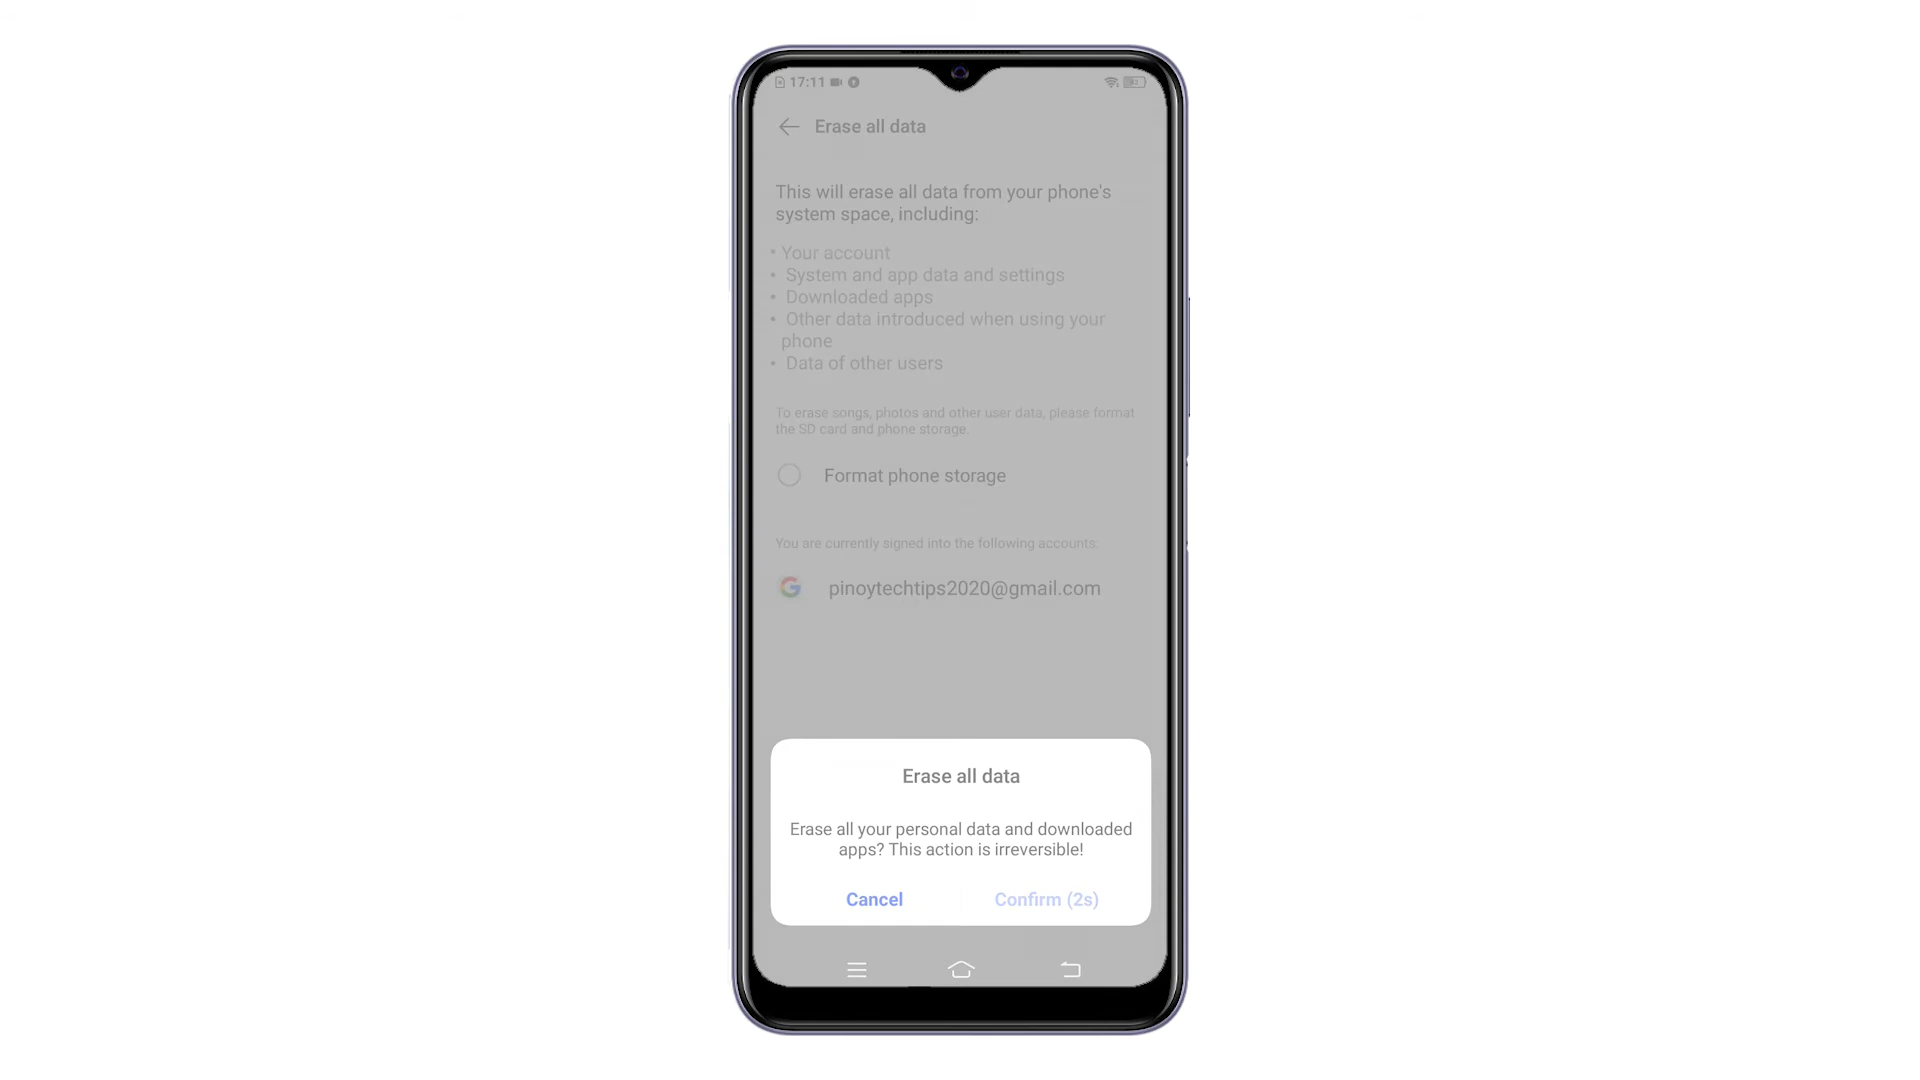 17:11
Erase all data
This will erase all data from your phone's
system space, including:
• Your account
• System and app data and settings
• Downloaded apps
• Other data introduced when using your
phone
• Data of other users
To erase songs, photos and other user data, please format
the SD card and phone storage.
Format phone storage
You are currently signed into the following accounts.
pinoytechtips2020@gmail.com
Erase all data
Erase all your personal data and downloaded
apps? This action is irreversible!
Cancel Confirm (2s)